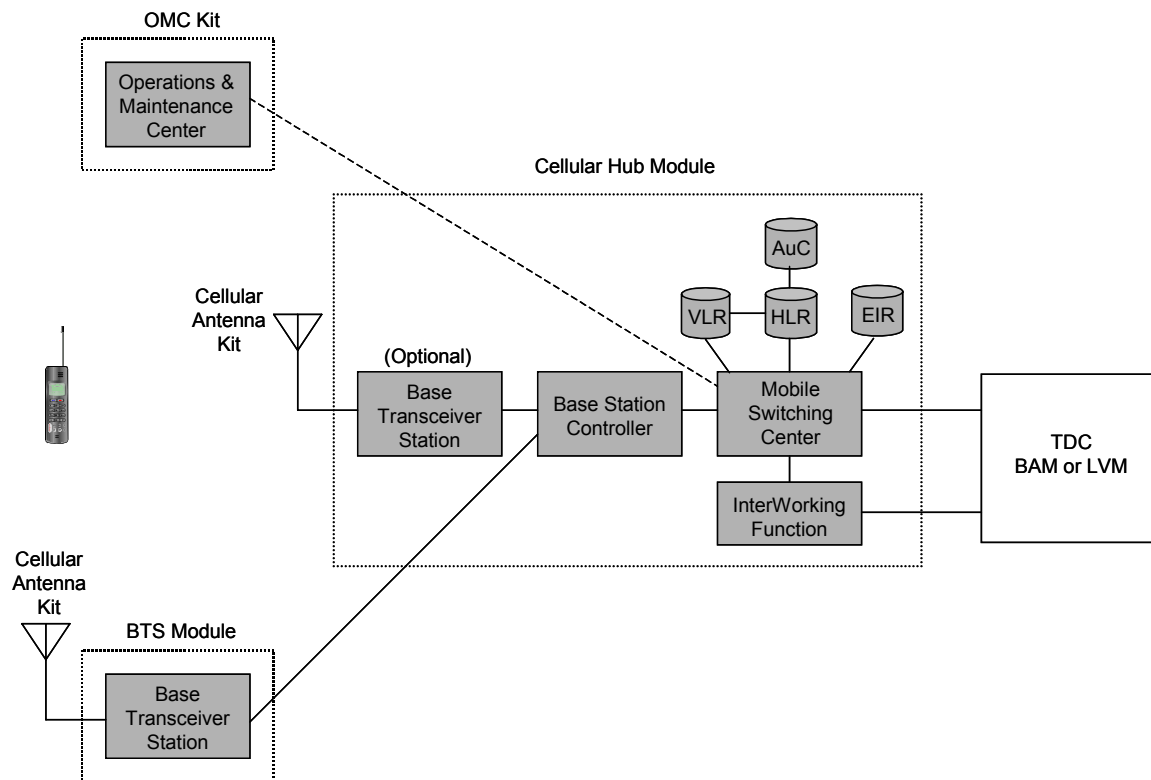 OMC Kit
Operations &
Maintenance
Center
Cellular Hub Module
AuC
VLR
HLR
EIR
Cellular
Antenna
Kit
(Optional)
Base
Transceiver
Station
Base Station
Controller
Mobile
Switching
Center
TDC
BAM or LVM
InterWorking
Function
Cellular
Antenna
Kit
BTS Module
Base
Transceiver
Station